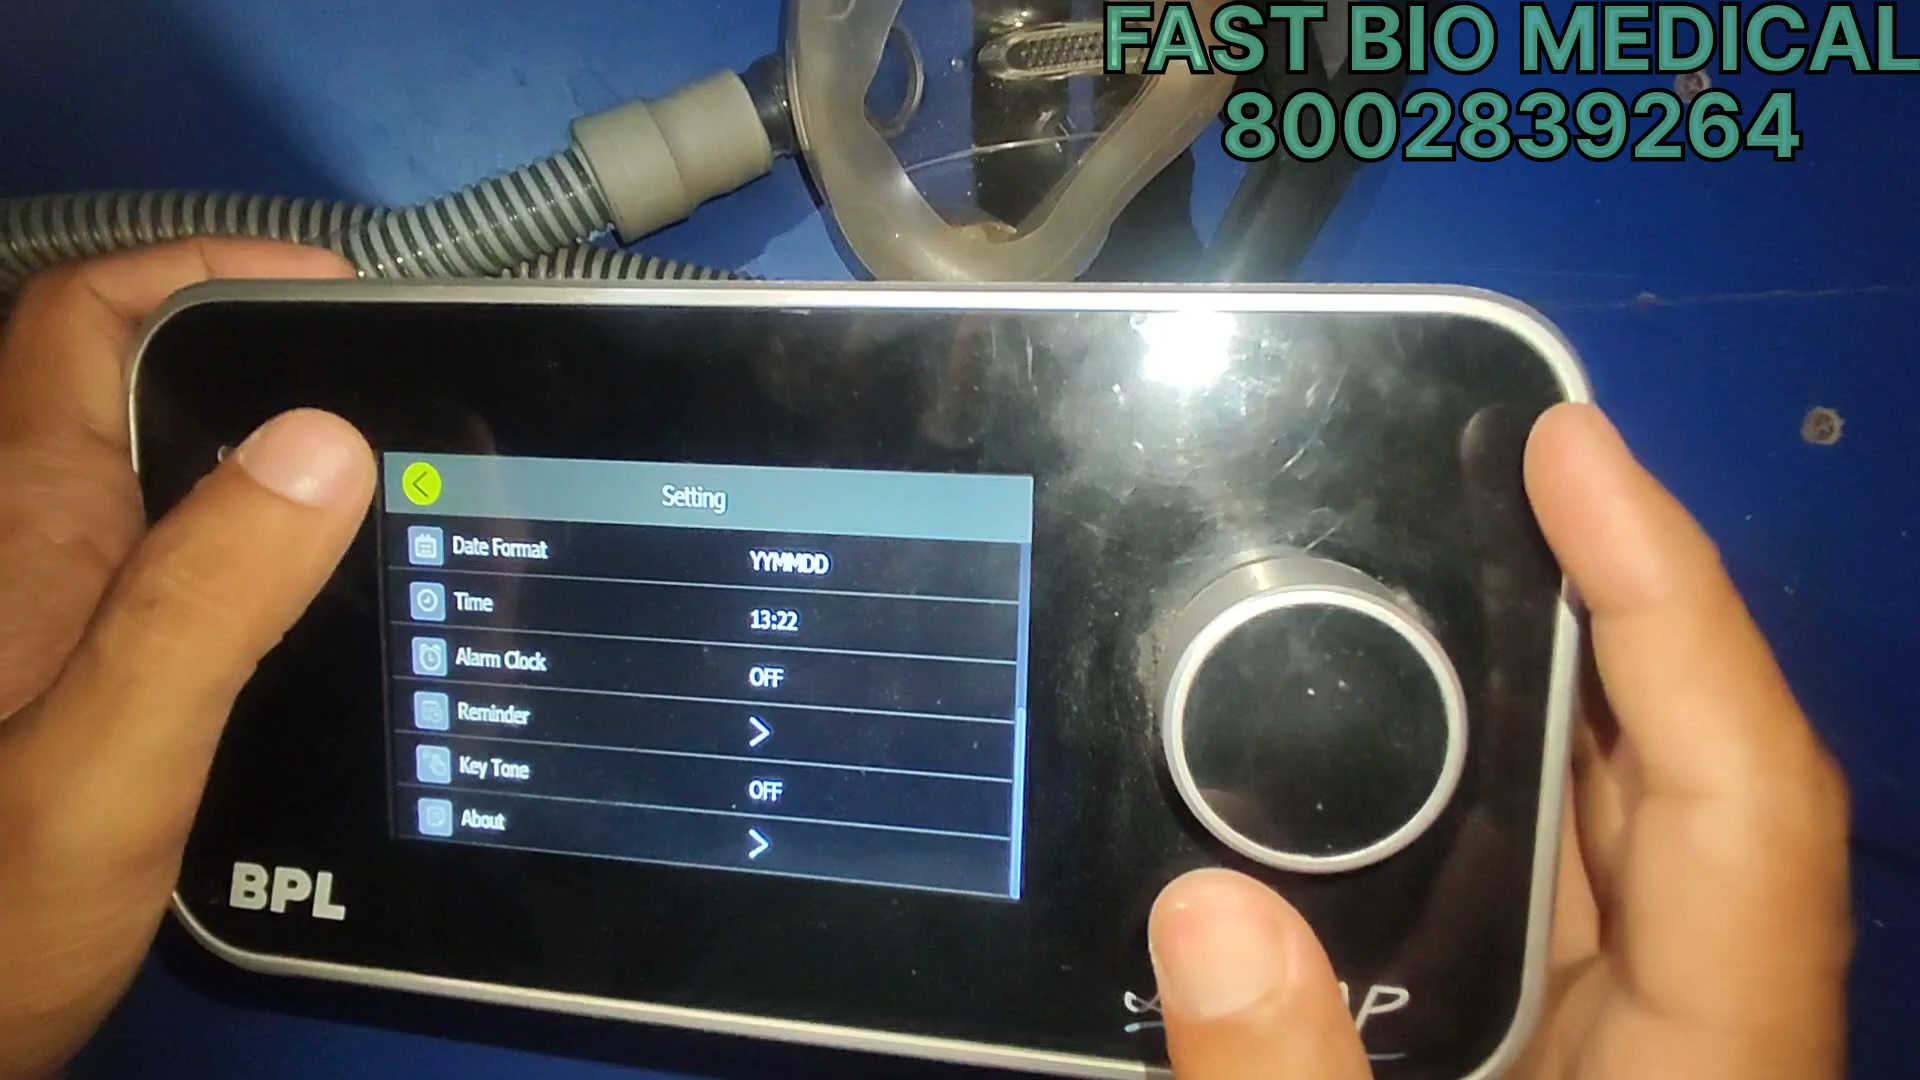 FAST BIO MEDICAL
8002839264
Setting
Date Format YYMMDD
Time 13:22
Alarm Clock OFF
Reminder >
Key Tone OFF
About >
BPL